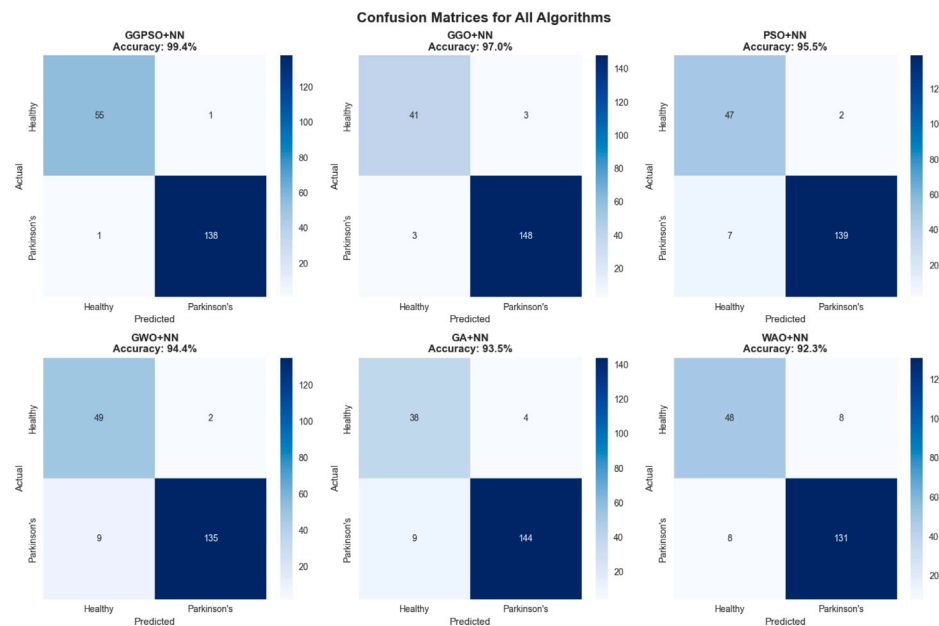 Confusion Matrices for All Algorithms
GGPSO+NN
Accuracy: 99.4%
Healthy
Parkinson's
Actual
55
1
1
138
Healthy
Parkinson's
Predicted
120
100
80
60
40
20
GGO+NN
Accuracy: 97.0%
Healthy
Parkinson's
Actual
41
3
3
148
Healthy
Parkinson's
Predicted
140
120
100
80
60
40
20
PSO+NN
Accuracy: 95.5%
Healthy
Parkinson's
Actual
47
2
7
139
Healthy
Parkinson's
Predicted
12
10
80
60
40
20
GWO+NN
Accuracy: 94.4%
Healthy
Parkinson's
Actual
49
2
9
135
Healthy
Parkinson's
Predicted
120
100
80
60
40
20
GA+NN
Accuracy: 93.5%
Healthy
Parkinson's
Actual
38
4
9
144
Healthy
Parkinson's
Predicted
140
120
100
80
60
40
20
WAO+NN
Accuracy: 92.3%
Healthy
Parkinson's
Actual
48
8
8
131
Healthy
Parkinson's
Predicted
12
10
80
60
40
20